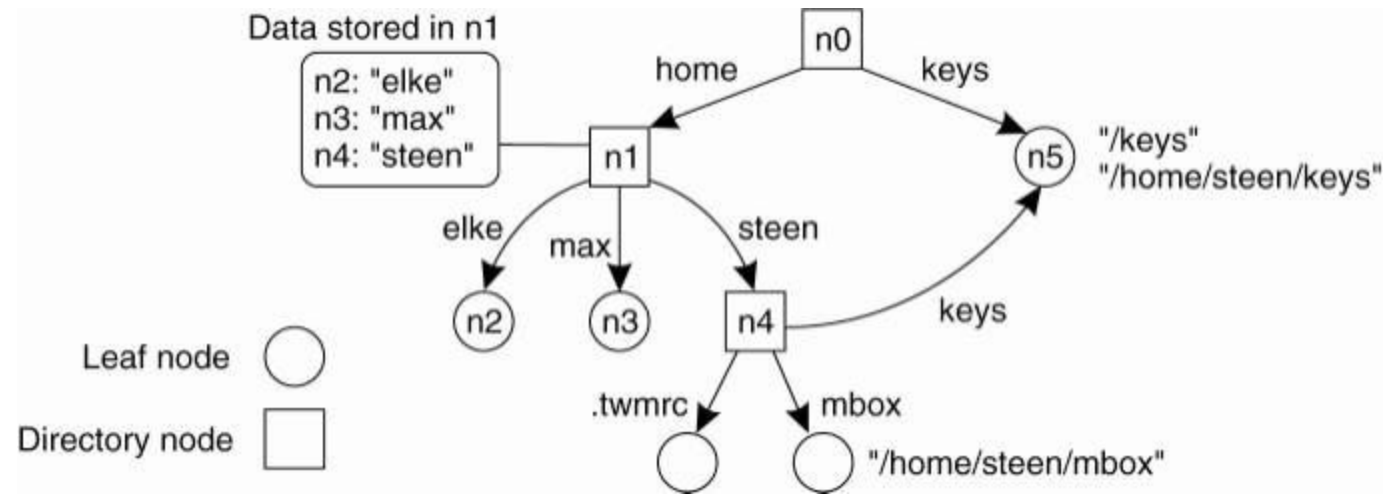 Data stored in n1
n2: "elke"
n3: "max"
n4: "steen"
n0
home
keys
n1
n5
"/keys"
"/home/steen/keys"
elke
max
steen
n2
n3
n4
keys
Leaf node
.twmrc
mbox
Directory node
"/home/steen/mbox"